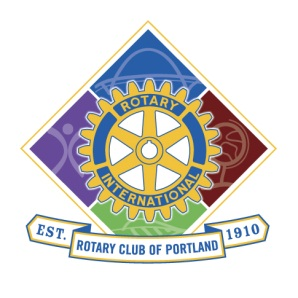 ROTARY
INTERNATIONAL
EST. ROTARY CLUB OF PORTLAND 1910